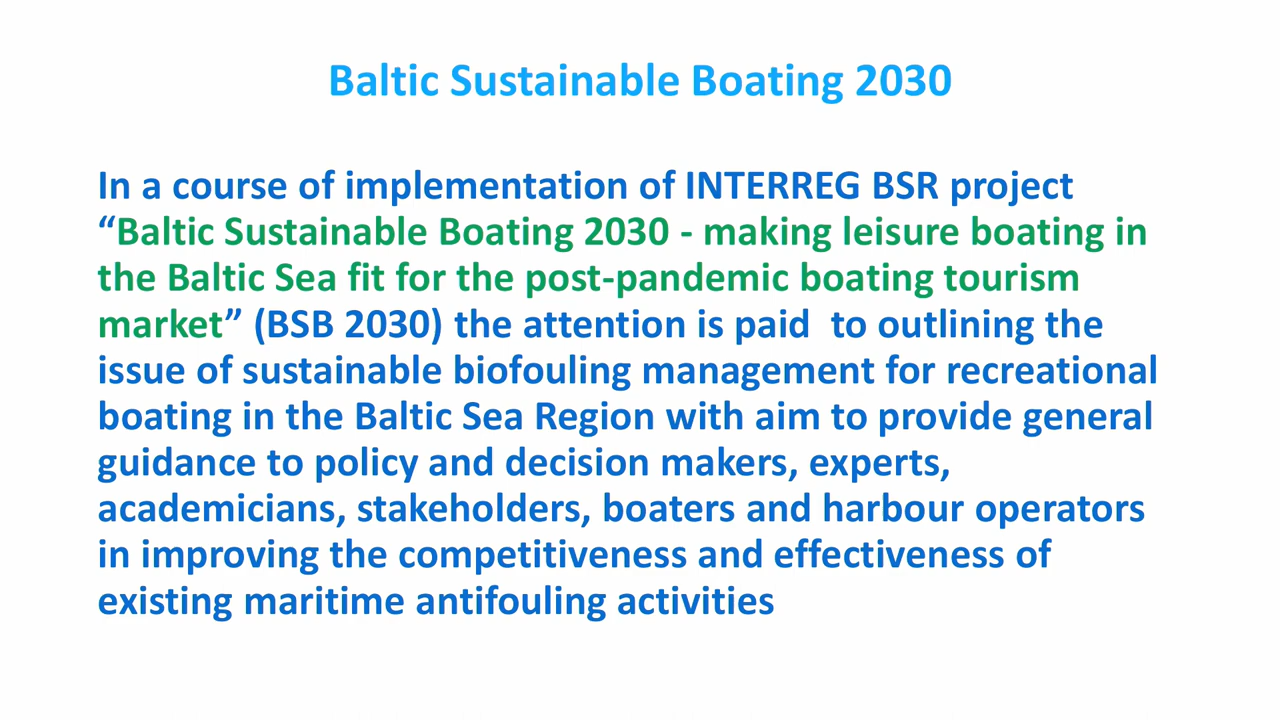 Baltic Sustainable Boating 2030
In a course of implementation of INTERREG BSR project
“Baltic Sustainable Boating 2030 - making leisure boating in
the Baltic Sea fit for the post-pandemic boating tourism
market” (BSB 2030) the attention is paid  to outlining the
issue of sustainable biofouling management for recreational
boating in the Baltic Sea Region with aim to provide general
guidance to policy and decision makers, experts,
academicians, stakeholders, boaters and harbour operators
in improving the competitiveness and effectiveness of
existing maritime antifouling activities